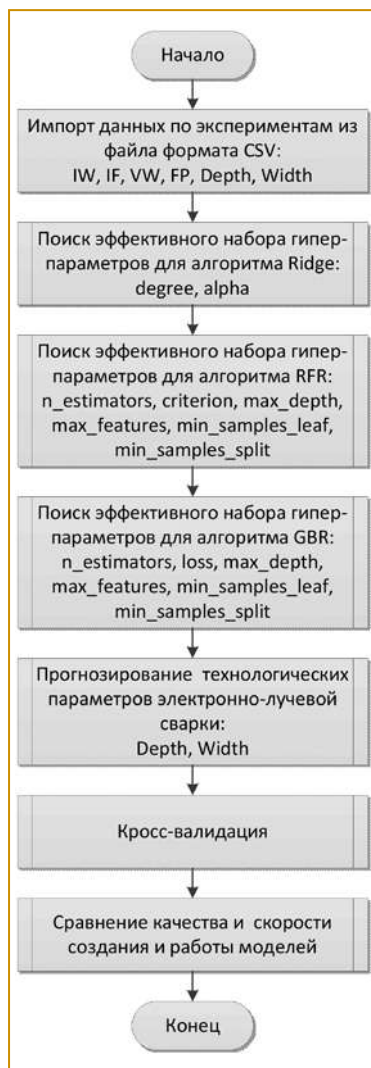 Начало
Импорт данных по экспериментам из
файла формата CSV:
IW, IF, VW, FP, Depth, Width
Поиск эффективного набора гипер-
параметров для алгоритма Ridge:
degree, alpha
Поиск эффективного набора гипер-
параметров для алгоритма RFR:
n_estimators, criterion, max_depth,
max_features, min_samples_leaf,
min_samples_split
Поиск эффективного набора гипер-
параметров для алгоритма GBR:
n_estimators, loss, max_depth,
max_features, min_samples_leaf,
min_samples_split
Прогнозирование технологических
параметров электронно-лучевой
сварки:
Depth, Width
Кросс-валидация
Сравнение качества и скорости
создания и работы моделей
Конец